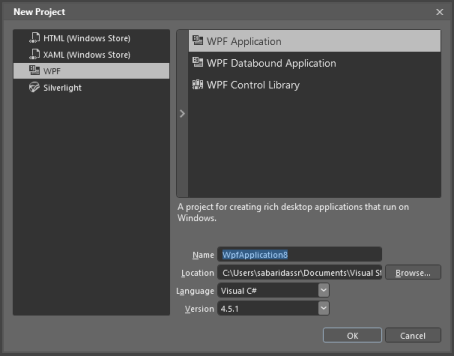 New Project
HTML (Windows Store)
XAML (Windows Store)
WPF
Silverlight
WPF Application
WPF Databound Application
WPF Control Library
A project for creating rich desktop applications that run on
Windows.
Name WpfApplication8
Location C:\Users\sabaridassr\Documents\Visual St Browse...
Language Visual C#
Version 4.5.1
OK Cancel